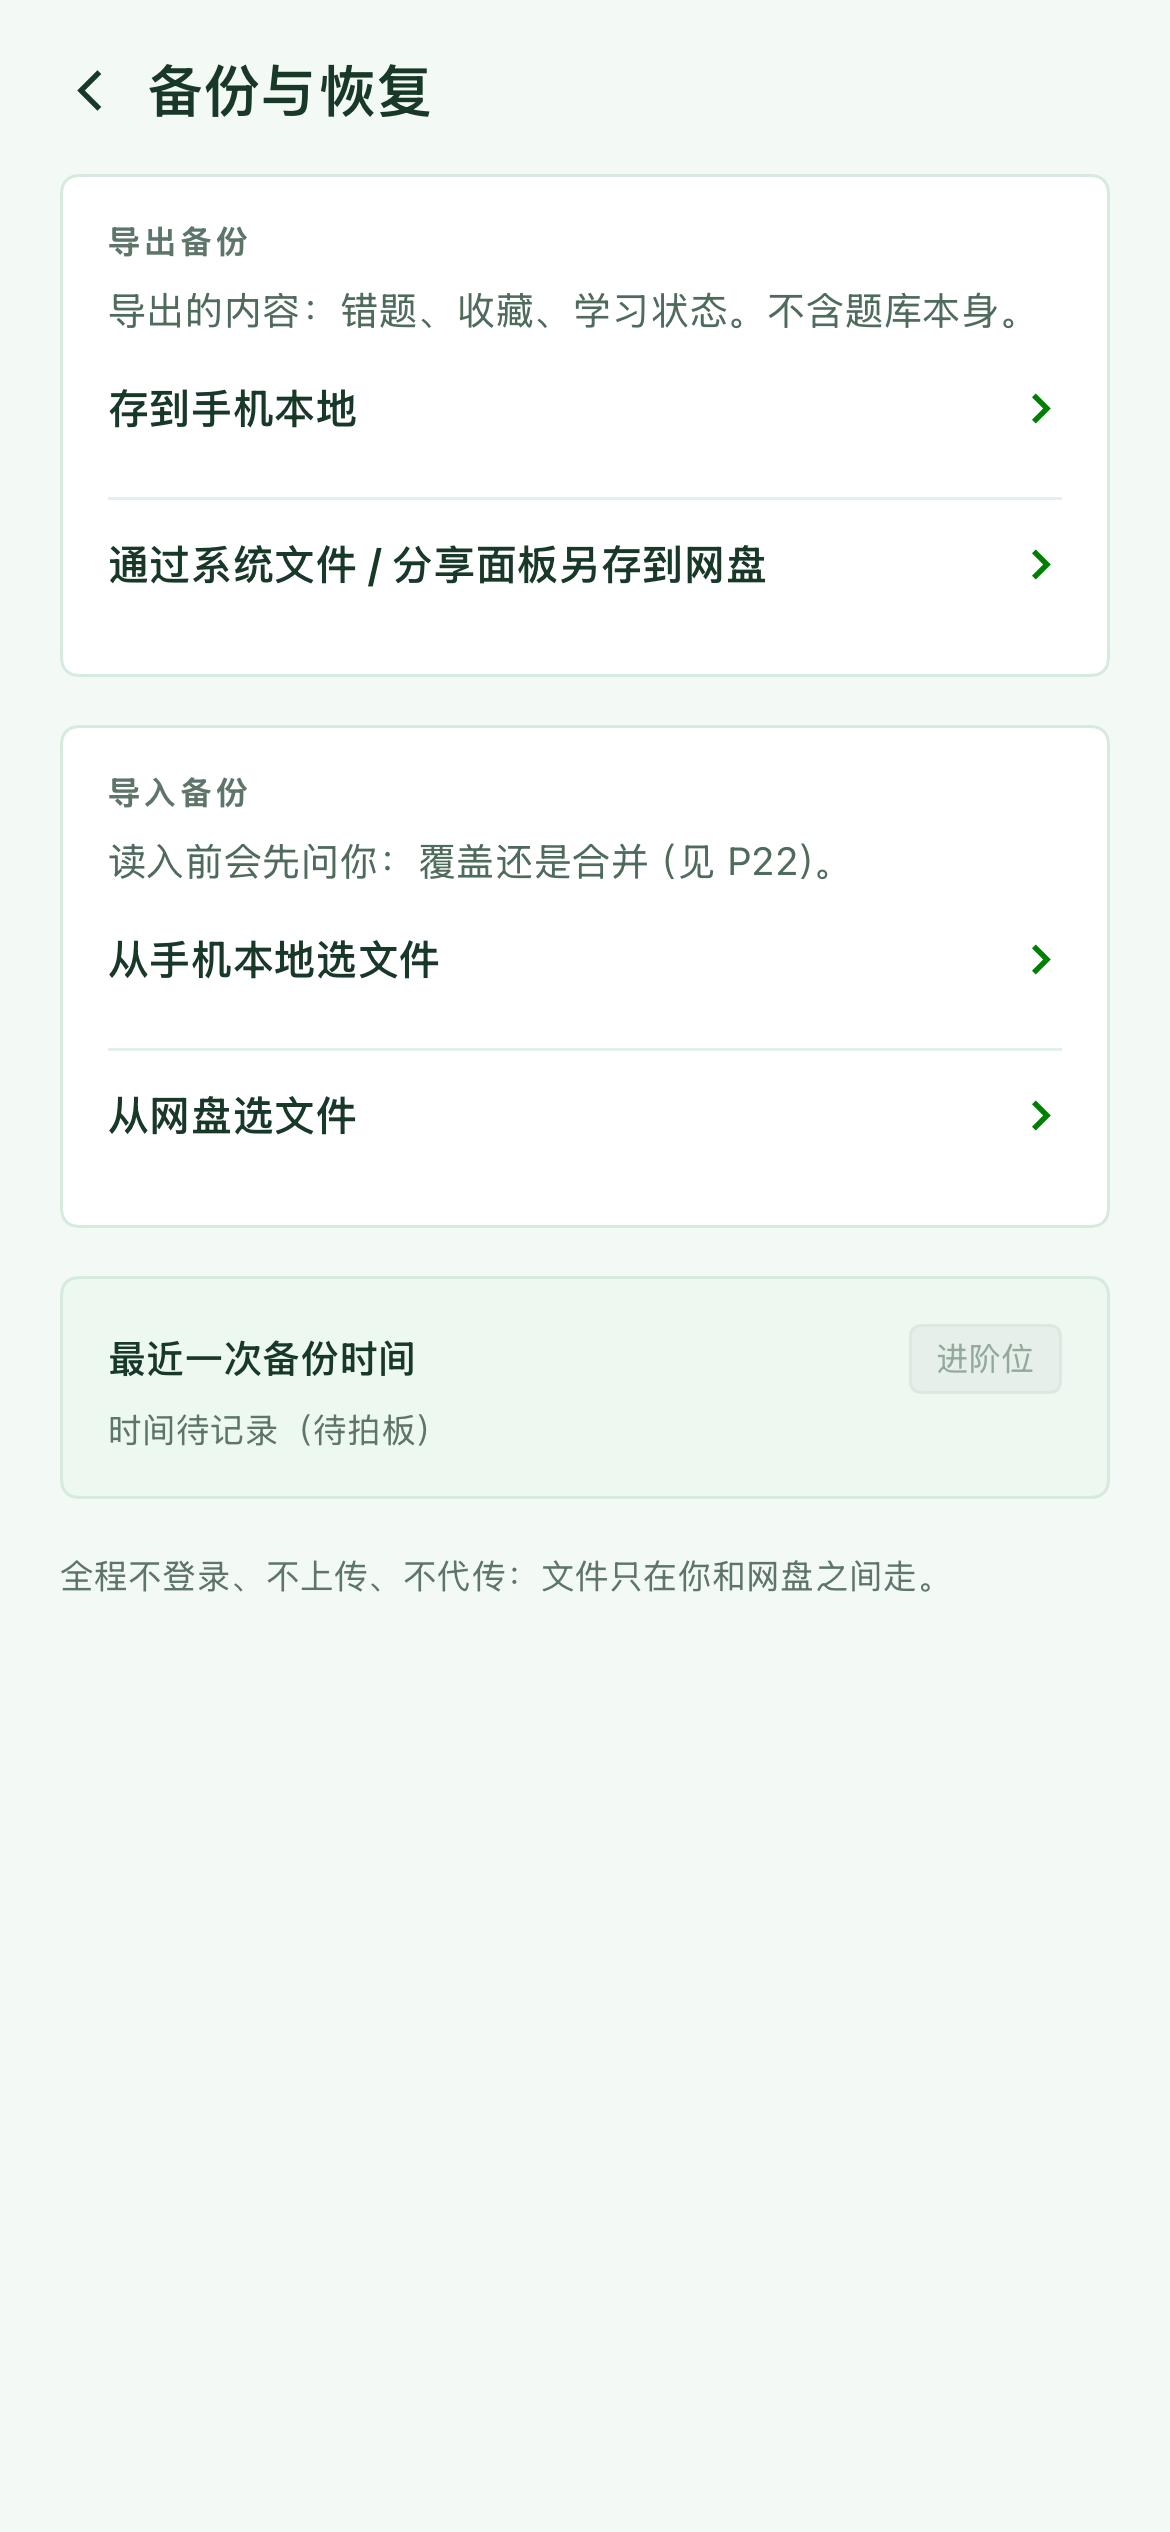 备份与恢复
导出备份
导出的内容：错题、收藏、学习状态。不含题库本身。
存到手机本地
通过系统文件 / 分享面板另存到网盘
导入备份
读入前会先问你：覆盖还是合并 (见 P22)。
从手机本地选文件
从网盘选文件
最近一次备份时间
进阶位
时间待记录（待拍板）
全程不登录、不上传、不代传：文件只在你和网盘之间走。